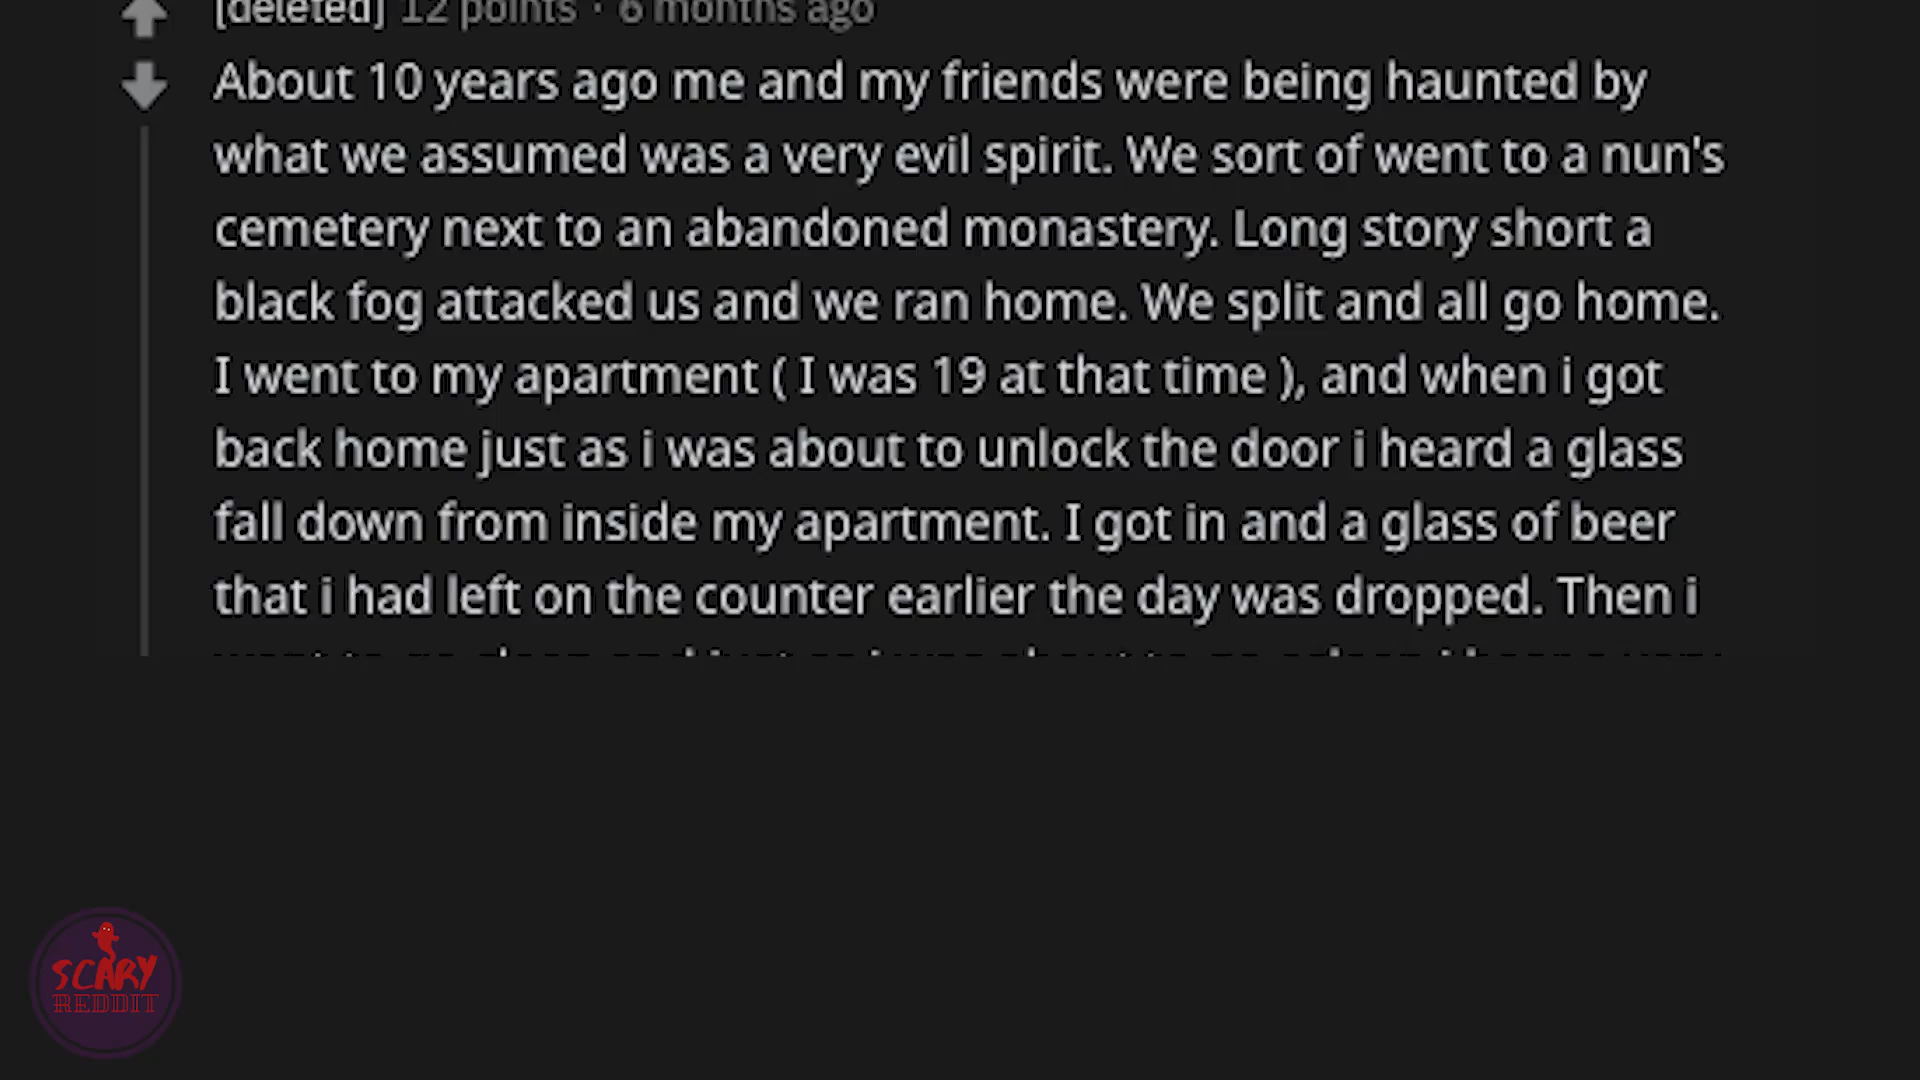 [deleted] 12 points · 6 months ago
About 10 years ago me and my friends were being haunted by
what we assumed was a very evil spirit. We sort of went to a nun's
cemetery next to an abandoned monastery. Long story short a
black fog attacked us and we ran home. We split and all go home.
I went to my apartment ( I was 19 at that time ), and when i got
back home just as i was about to unlock the door i heard a glass
fall down from inside my apartment. I got in and a glass of beer
that i had left on the counter earlier the day was dropped. Then i
SCARY
REDDIT